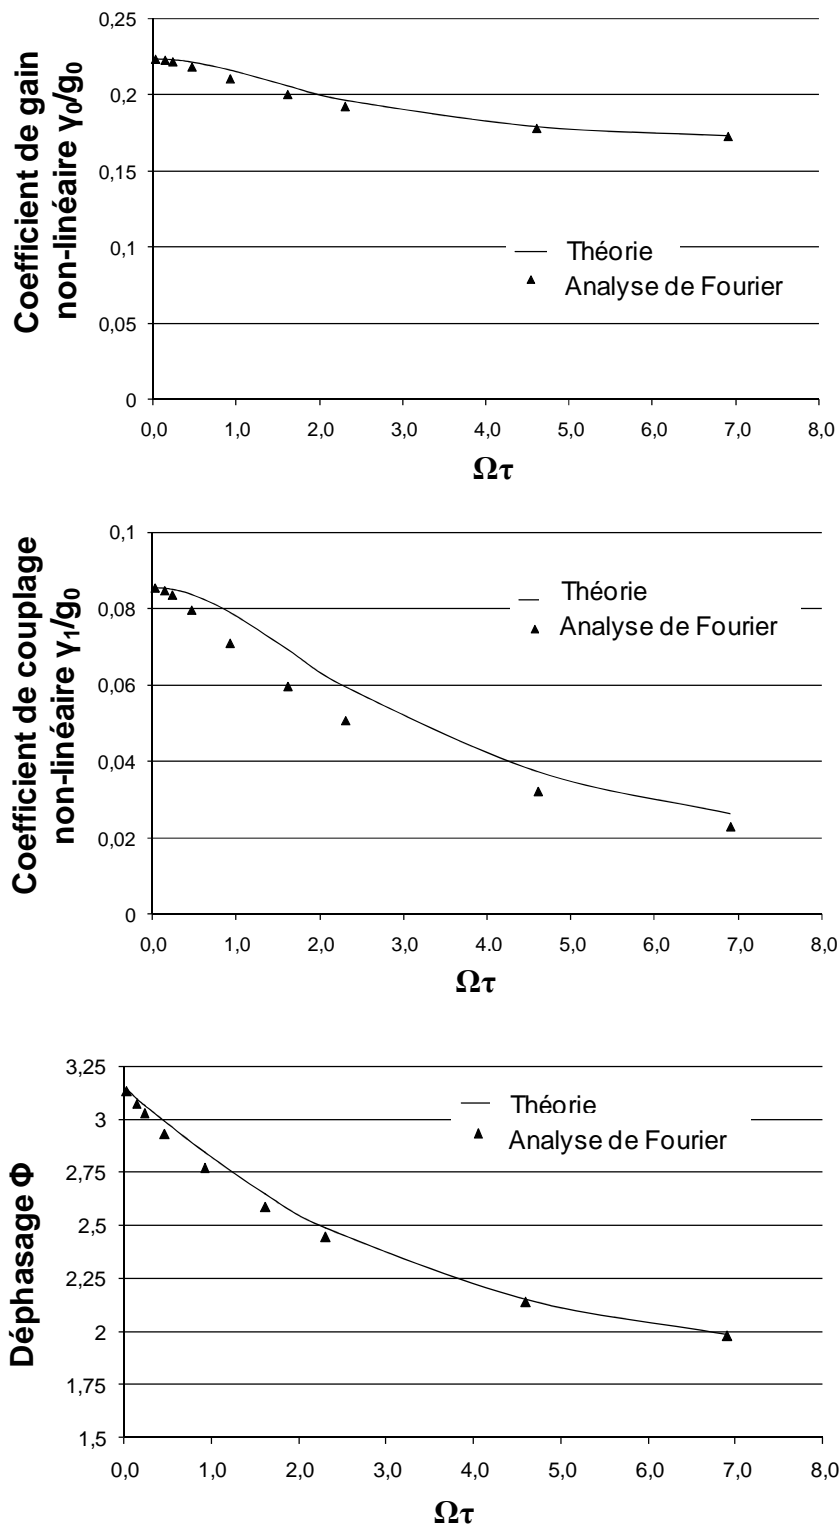 Coefficient de gain
non-linéaire γ₀/g₀
0,25
0,2
0,15
0,1
0,05
0
Théorie
Analyse de Fourier
0,0 1,0 2,0 3,0 4,0 5,0 6,0 7,0 8,0
Ωτ
Coefficient de couplage
non-linéaire γ₁/g₀
0,1
0,08
0,06
0,04
0,02
0
Théorie
Analyse de Fourier
0,0 1,0 2,0 3,0 4.0 5,0 6,0 7,0 8,0
Ωτ
Déphasage Φ
3,25
3
2,75
2,5
2,25
2
1,75
1,5
Théorie
Analyse de Fourier
0,0 1,0 2,0 3,0 4,0 5,0 6,0 7,0 8,0
Ωτ